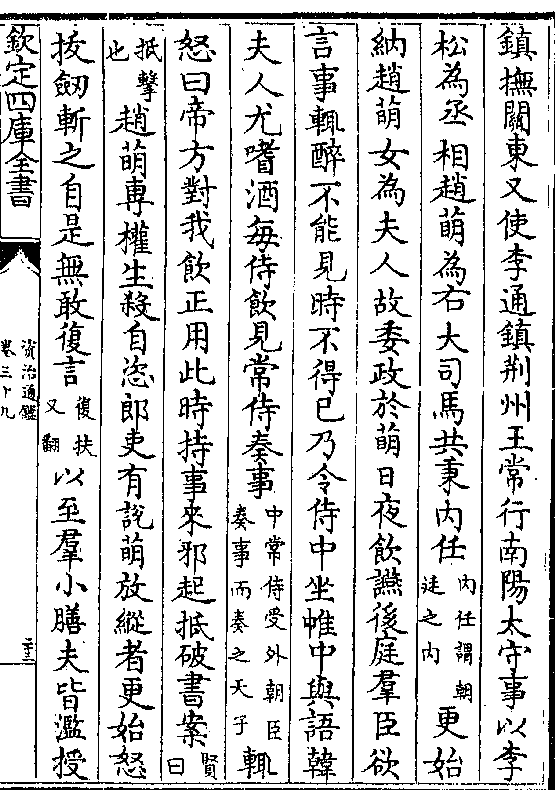 鎮撫關東又使李通鎮荆州王常行南陽太守事以李
松為丞相趙萌為右大司馬共秉内任内任謂朝廷之内更始
納趙萌女為夫人故委政於萌日夜飲讌後庭羣臣欲
言事輒醉不能見時不得已乃令侍中坐帷中與語韓
夫人尤嗜酒每侍飲見常侍奏事中常侍受外朝臣奏事而奏之天子輒
怒曰帝方對我飲正用此時持事來邪起抵破書案賢曰
抵擊也趙萌專權生殺自恣郎吏有説萌放縱者更始怒
拔劒斬之自是無敢復言復扶又翻以至羣小膳夫皆濫授
欽定四庫全書
資治通鑑
卷三十九
二十三